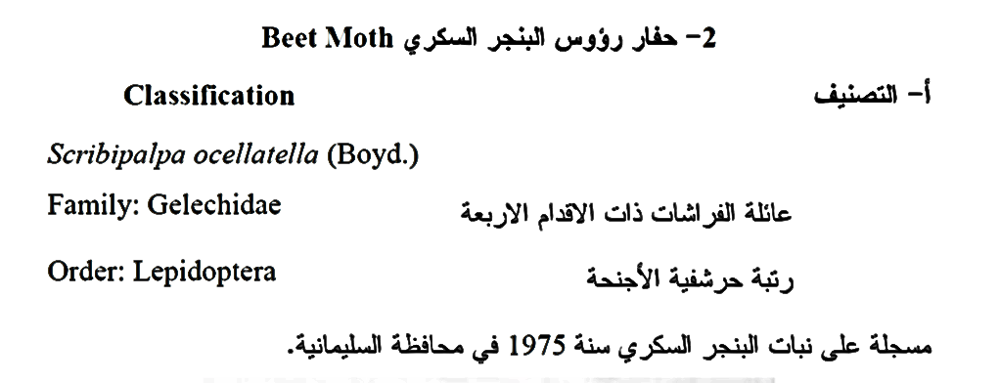 2- حفار رؤوس البنجر السكري Beet Moth
أ- التصنيف Classification
Scribipalpa ocellatella (Boyd.)
Family: Gelechidae عائلة الفراشات ذات الاقدام الاربعة
Order: Lepidoptera رتبة حرشفية الأجنحة
مسجلة على نبات البنجر السكري سنة 1975 في محافظة السليمانية.